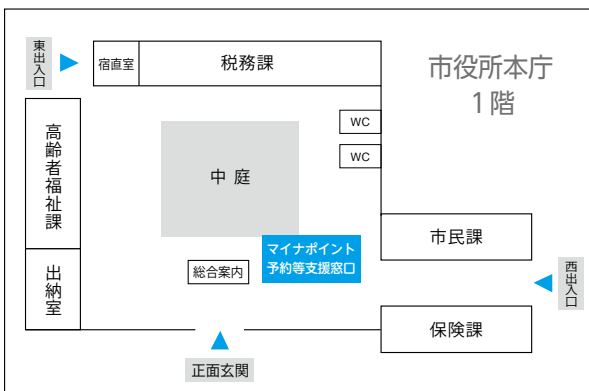 東出入口
宿直室
税務課
市役所本庁
1階
WC
WC
高齢者福祉課
中庭
市民課
マイナポイント
予約等支援窓口
総合案内
出納室
西出入口
保険課
正面玄関